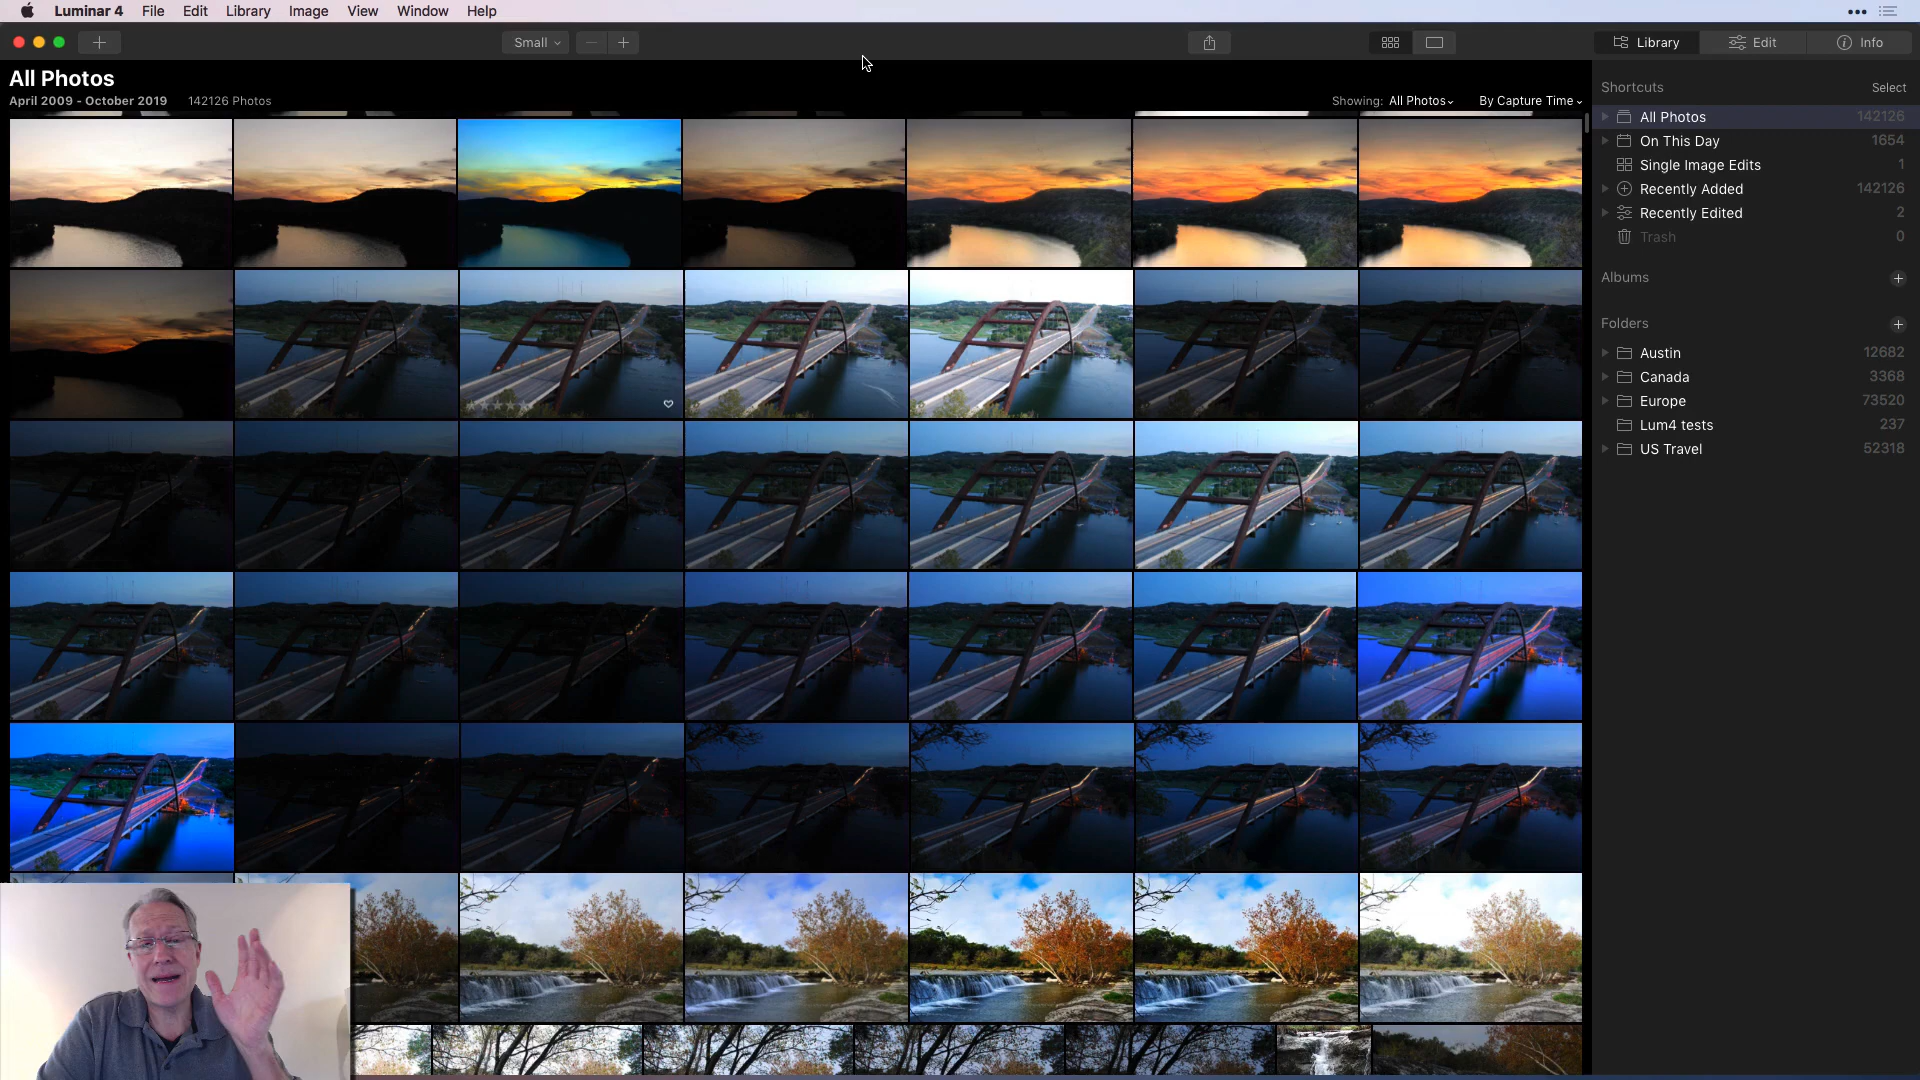 Luminar 4 File Edit Library Photos Image View Window Help
Small
Library Edit Info
All Photos
April 2009 - October 2019 142126 Photos
Showing: All Photos By Capture Time
Shortcuts Select
All Photos 142126
On This Day 1654
Single Image Edits 1
Recently Added 142126
Recently Edited 2
Trash 0
Albums
Folders
Austin 12682
Canada 3368
Europe 73520
Lum4 tests 237
US Travel 52318